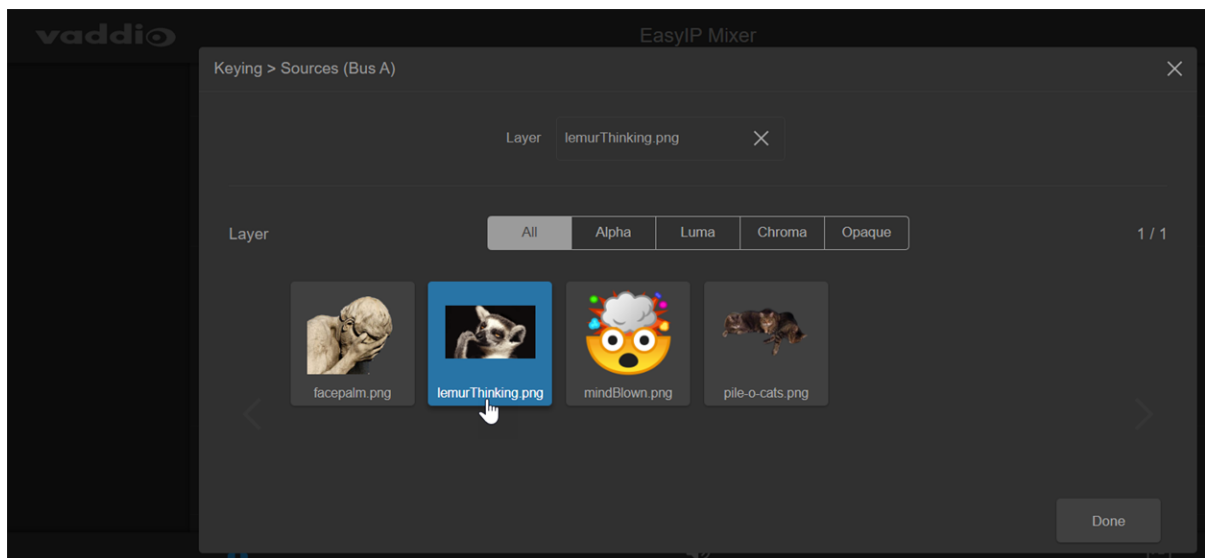 vaddio
EasyIP Mixer
Keying > Sources (Bus A)
Layer lemurThinking.png
Layer All Alpha Luma Chroma Opaque 1 / 1
facepalm.png lemurThinking.png mindBlown.png pile-o-cats.png
Done